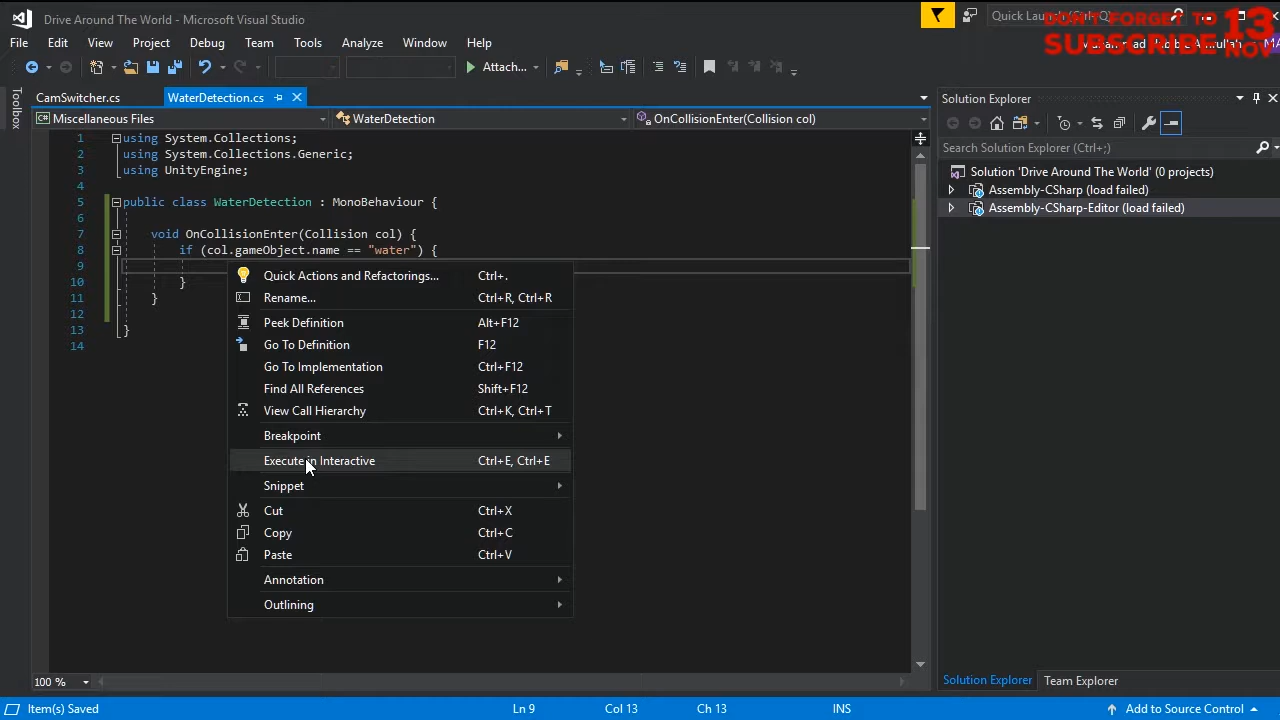 Drive Around The World - Microsoft Visual Studio
Quick Launch (Ctrl+Q)
DON'T FORGET TO
SUBSCRIBE
13
NOV
File Edit View Project Debug Team Tools Analyze Window Help
Attach...
Toolbox
CamSwitcher.cs
WaterDetection.cs
Miscellaneous Files
WaterDetection
OnCollisionEnter(Collision col)
1 using System.Collections;
2 using System.Collections.Generic;
3 using UnityEngine;
4
5 public class WaterDetection : MonoBehaviour {
6
7 void OnCollisionEnter(Collision col) {
8 if (col.gameObject.name == "water") {
9
10 }
11 }
12
13 }
14
Quick Actions and Refactorings... Ctrl+.
Rename... Ctrl+R, Ctrl+R
Peek Definition Alt+F12
Go To Definition F12
Go To Implementation Ctrl+F12
Find All References Shift+F12
View Call Hierarchy Ctrl+K, Ctrl+T
Breakpoint
Execute in Interactive Ctrl+E, Ctrl+E
Snippet
Cut Ctrl+X
Copy Ctrl+C
Paste Ctrl+V
Annotation
Outlining
Solution Explorer
Search Solution Explorer (Ctrl+;)
Solution 'Drive Around The World' (0 projects)
Assembly-CSharp (load failed)
Assembly-CSharp-Editor (load failed)
Solution Explorer Team Explorer
100 %
Item(s) Saved Ln 9 Col 13 Ch 13 INS Add to Source Control